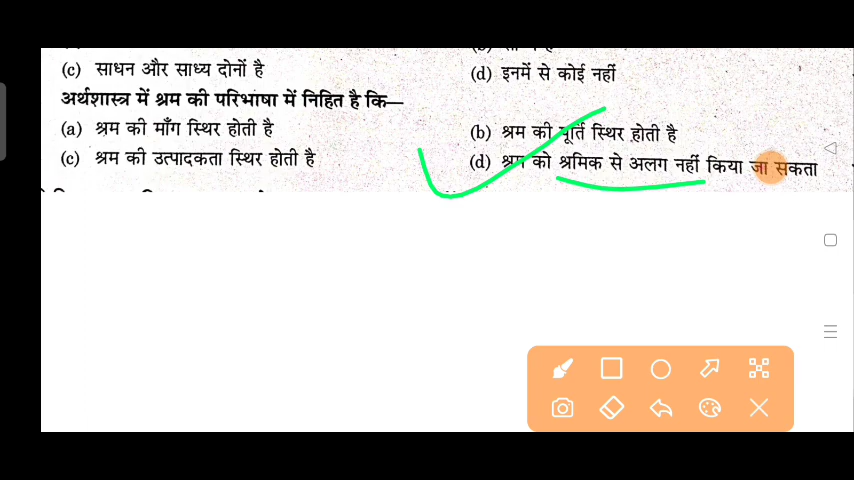 (c) साधन और साध्य दोनों है
(d) इनमें से कोई नहीं
अर्थशास्त्र में श्रम की परिभाषा में निहित है कि—
(a) श्रम की माँग स्थिर होती है
(b) श्रम की पूर्ति स्थिर होती है
(c) श्रम की उत्पादकता स्थिर होती है
(d) श्रम को श्रमिक से अलग नहीं किया जा सकता